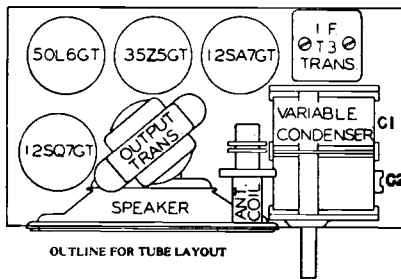 50L6GT
35Z5GT
12SA7GT
I F
T3
TRANS
12SQ7GT
OUTPUT
TRANS
VARIABLE
CONDENSER
C1
C2
SPEAKER
ANT
COIL
OUTLINE FOR TUBE LAYOUT